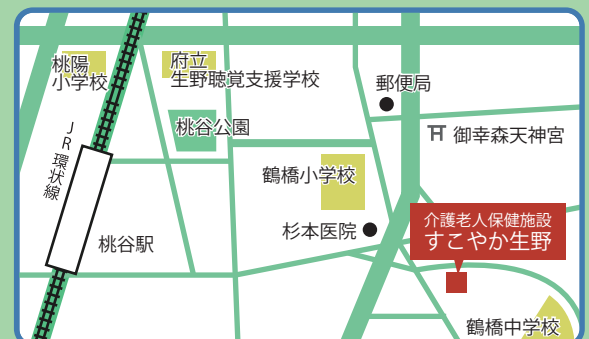 桃陽
小学校
府立
生野聴覚支援学校
郵便局
桃谷公園
御幸森天神宮
JR環状線
鶴橋小学校
杉本医院
介護老人保健施設
すこやか生野
桃谷駅
鶴橋中学校